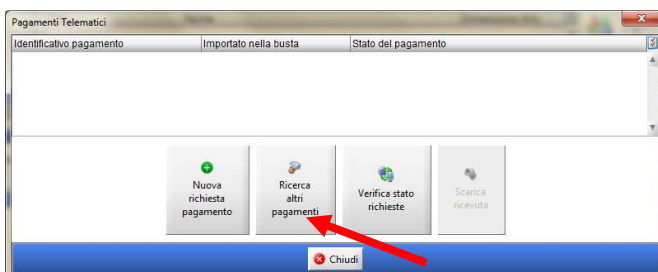 Pagamenti Telematici
Identificativo pagamento Importato nella busta Stato del pagamento
Nuova richiesta pagamento
Ricerca altri pagamenti
Verifica stato richieste
Scarica ricevuta
Chiudi